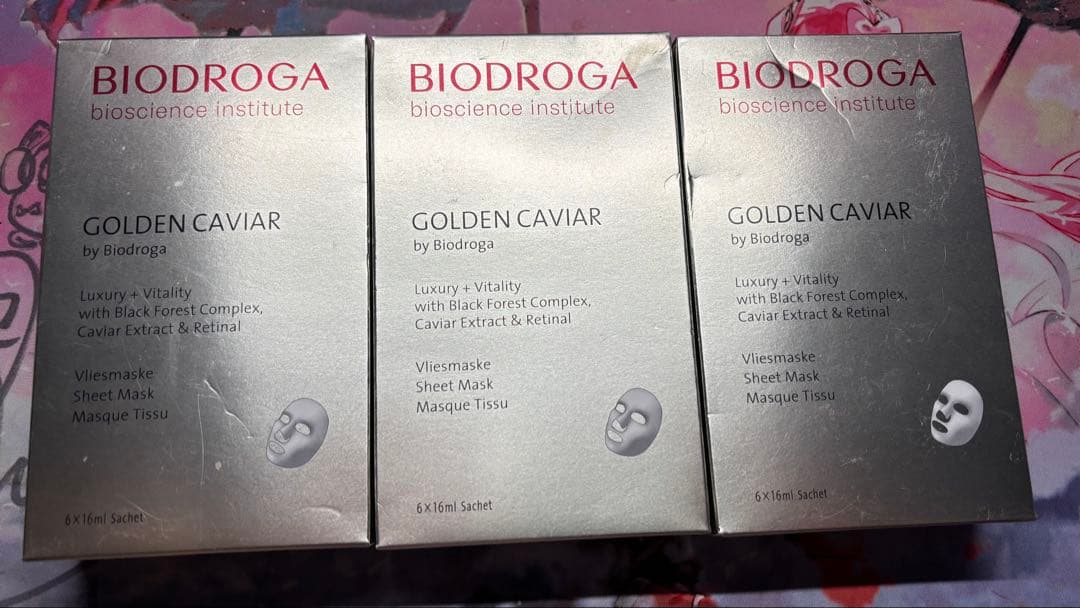 BIODROGA
bioscience institute
GOLDEN CAVIAR
by Biodroga
Luxury + Vitality
with Black Forest Complex,
Caviar Extract & Retinal
Vliesmaske
Sheet Mask
Masque Tissu
6×16ml Sachet
BIODROGA
bioscience institute
GOLDEN CAVIAR
by Biodroga
Luxury + Vitality
with Black Forest Complex,
Caviar Extract & Retinal
Vliesmaske
Sheet Mask
Masque Tissu
6×16ml Sachet
BIODROGA
bioscience institute
GOLDEN CAVIAR
by Biodroga
Luxury + Vitality
with Black Forest Complex,
Caviar Extract & Retinal
Vliesmaske
Sheet Mask
Masque Tissu
6×16ml Sachet